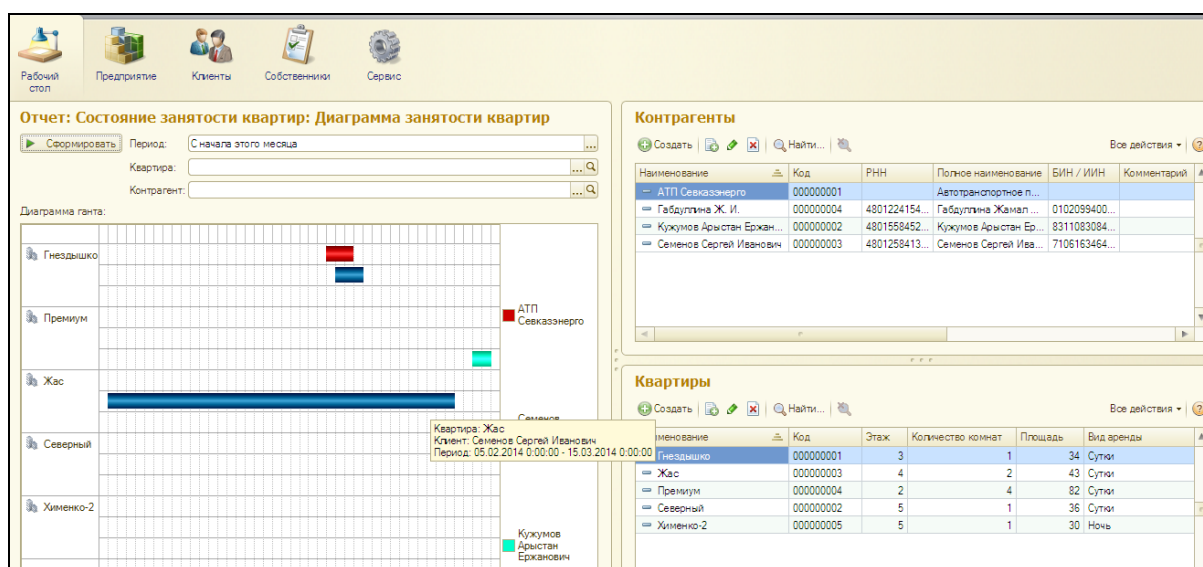 Рабочий стол
Предприятие
Клиенты
Собственники
Сервис
Отчет: Состояние занятости квартир: Диаграмма занятости квартир
Сформировать
Период:
С начала этого месяца
...
Квартира:
...
Контрагент:
...
Диаграмма ганта:
Гнездышко
Премиум
Жас
Северный
Хименко-2
АТП
Севказэнерго
Семенов
Кужумов
Арыстан
Ержанович
Квартира: Жас
Клиент: Семенов Сергей Иванович
Период: 05.02.2014 0:00:00 - 15.03.2014 0:00:00
Контрагенты
Создать Найти... Все действия
Наименование Код РНН Полное наименование БИН / ИИН Комментарий
АТП Севказэнерго 000000001 Автотранспортное п...
Габдуллина Ж. И. 000000004 4801224154... Габдуллина Жамал ... 0102099400...
Кужумов Арыстан Ержан... 000000002 4801558452... Кужумов Арыстан Ер... 8311083084...
Семенов Сергей Иванович 000000003 4801258413... Семенов Сергей Ива... 7106163464...
Квартиры
Создать Найти... Все действия
именование Код Этаж Количество комнат Площадь Вид аренды
Гнездышко 000000001 3 1 34 Сутки
Жас 000000003 4 2 43 Сутки
Премиум 000000004 2 4 82 Сутки
Северный 000000002 5 1 36 Сутки
Хименко-2 000000005 5 1 30 Ночь